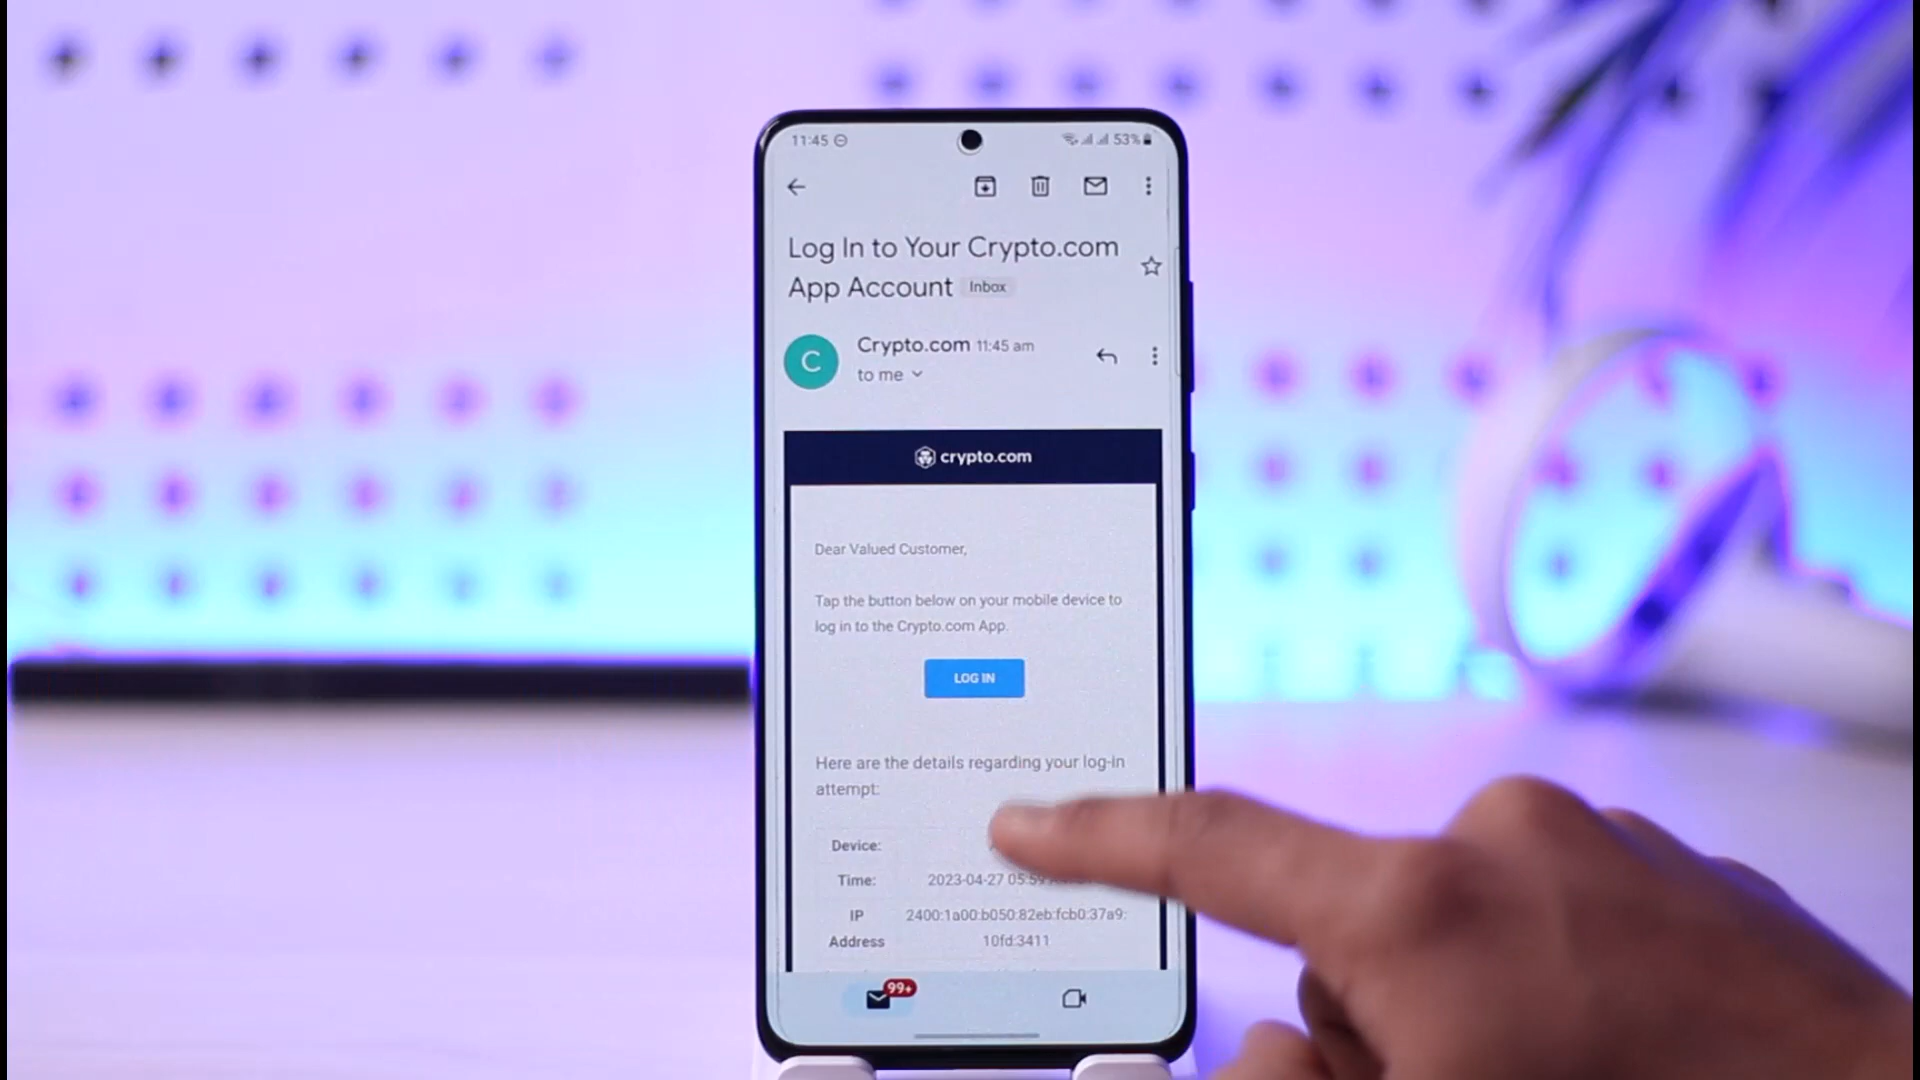 11:45
53%
Log In to Your Crypto.com
App Account Inbox
C
Crypto.com 11:45 am
to me
crypto.com
Dear Valued Customer,
Tap the button below on your mobile device to
log in to the Crypto.com App.
LOG IN
Here are the details regarding your log-in
attempt:
Device:
Time: 2023-04-27 05:59
IP 2400:1a00:b050:82eb:fcb0:37a9:
Address 10fd:3411
99+